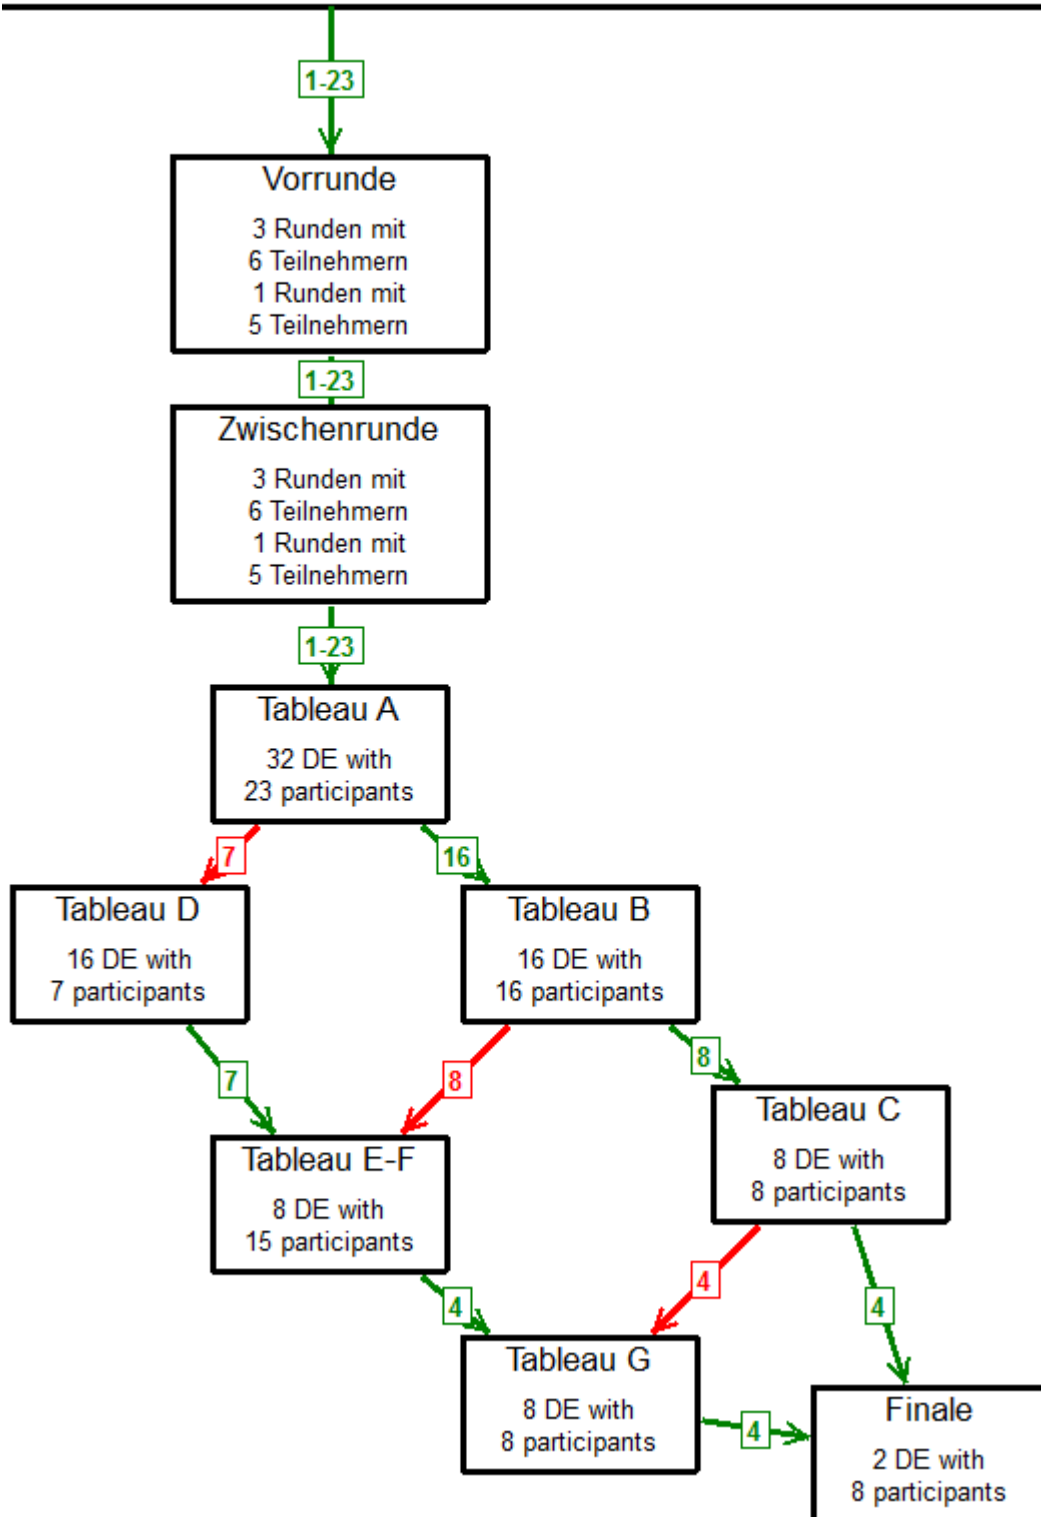 1-23
Vorrunde
3 Runden mit
6 Teilnehmern
1 Runden mit
5 Teilnehmern
1-23
Zwischenrunde
3 Runden mit
6 Teilnehmern
1 Runden mit
5 Teilnehmern
1-23
Tableau A
32 DE with
23 participants
7
16
Tableau D
16 DE with
7 participants
Tableau B
16 DE with
16 participants
7
8
8
Tableau C
8 DE with
8 participants
Tableau E-F
8 DE with
15 participants
4
4
4
Tableau G
8 DE with
8 participants
4
Finale
2 DE with
8 participants